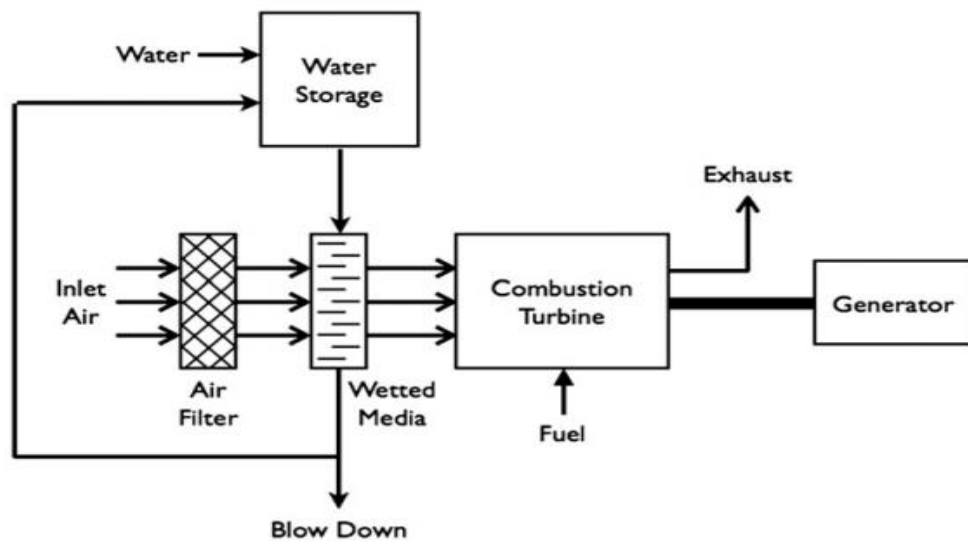 Water
Water
Storage
Exhaust
Inlet
Air
Combustion
Turbine
Generator
Air
Filter
Wetted
Media
Fuel
Blow Down